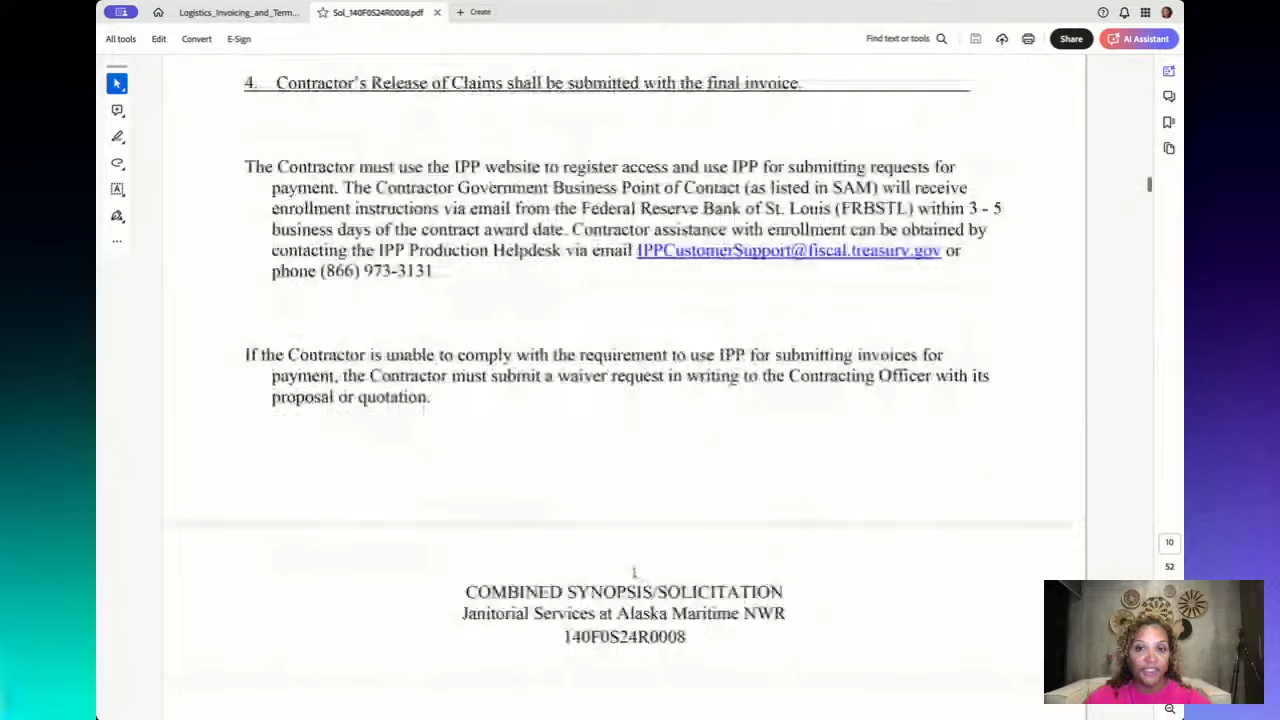 Logistics_Invoicing_and_Term...
Sol_140F0S24R0008.pdf
Create
All tools
Edit
Convert
E-Sign
Find text or tools
Share
AI Assistant
4. Contractor's Release of Claims shall be submitted with the final invoice.
The Contractor must use the IPP website to register access and use IPP for submitting requests for
payment. The Contractor Government Business Point of Contact (as listed in SAM) will receive
enrollment instructions via email from the Federal Reserve Bank of St. Louis (FRBSTL) within 3 - 5
business days of the contract award date. Contractor assistance with enrollment can be obtained by
contacting the IPP Production Helpdesk via email IPPCustomerSupport@fiscal.treasury.gov or
phone (866) 973-3131
If the Contractor is unable to comply with the requirement to use IPP for submitting invoices for
payment, the Contractor must submit a waiver request in writing to the Contracting Officer with its
proposal or quotation.
10
52
1
COMBINED SYNOPSIS/SOLICITATION
Janitorial Services at Alaska Maritime NWR
140F0S24R0008